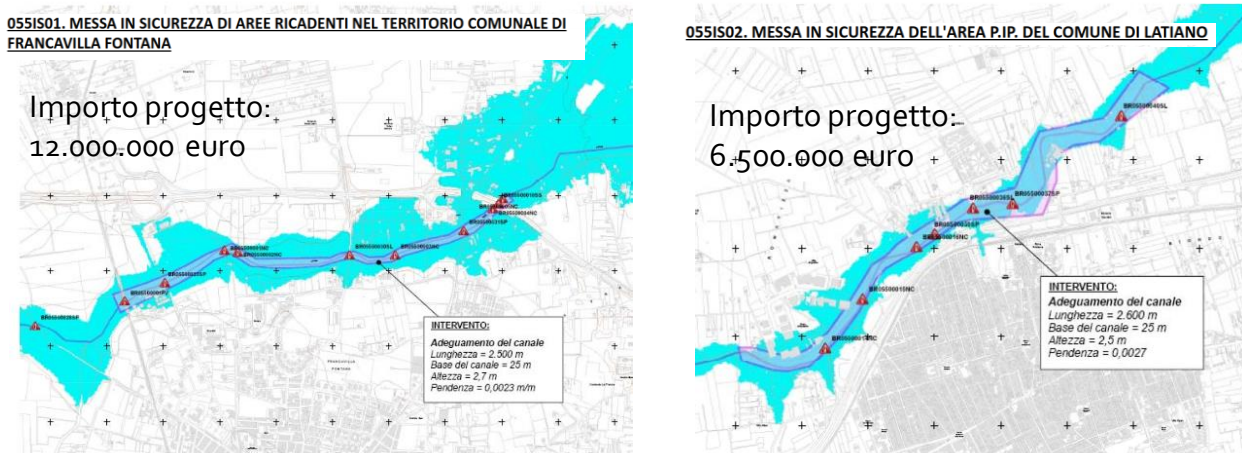 055IS01. MESSA IN SICUREZZA DI AREE RICADENTI NEL TERRITORIO COMUNALE DI
FRANCAVILLA FONTANA
Importo progetto:
12.000.000 euro
INTERVENTO:
Adeguamento del canale
Lunghezza = 2.500 m
Base del canale = 25 m
Altezza = 2,7 m
Pendenza = 0,0023 m/m
FRANCAVILLA
FONTANA
055IS02. MESSA IN SICUREZZA DELL'AREA P.IP. DEL COMUNE DI LATIANO
Importo progetto:
6.500.000 euro
INTERVENTO:
Adeguamento del canale
Lunghezza = 2.600 m
Base del canale = 25 m
Altezza = 2,5 m
Pendenza = 0,0027